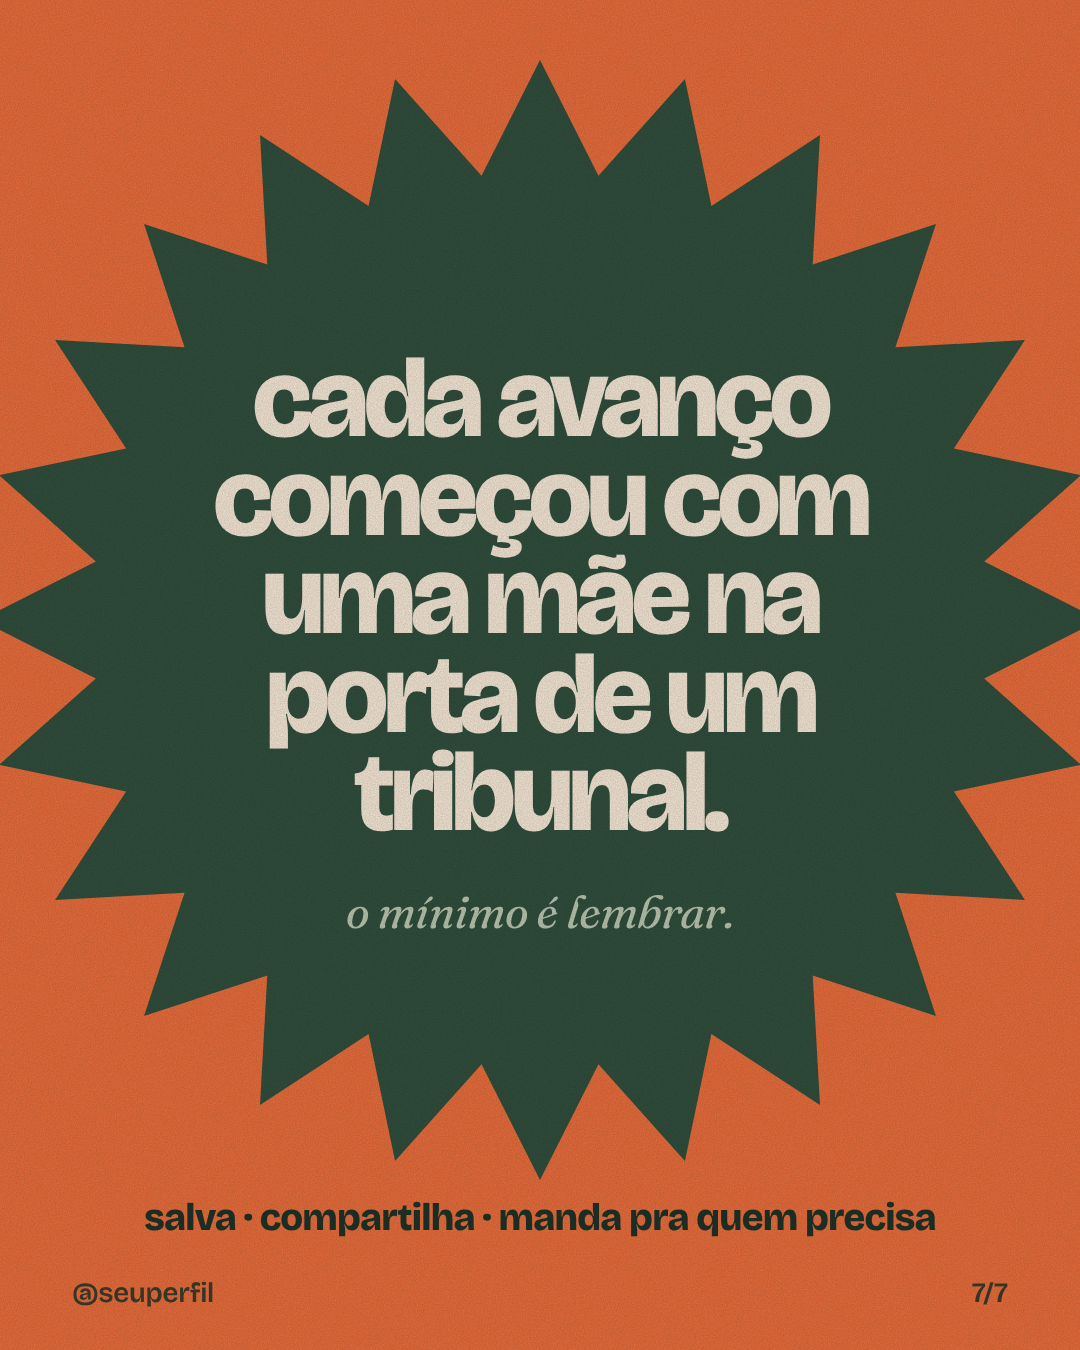 cada avanço
começou com
uma mãe na
porta de um
tribunal.
o mínimo é lembrar.
salva · compartilha · manda pra quem precisa
@seuperfil
7/7